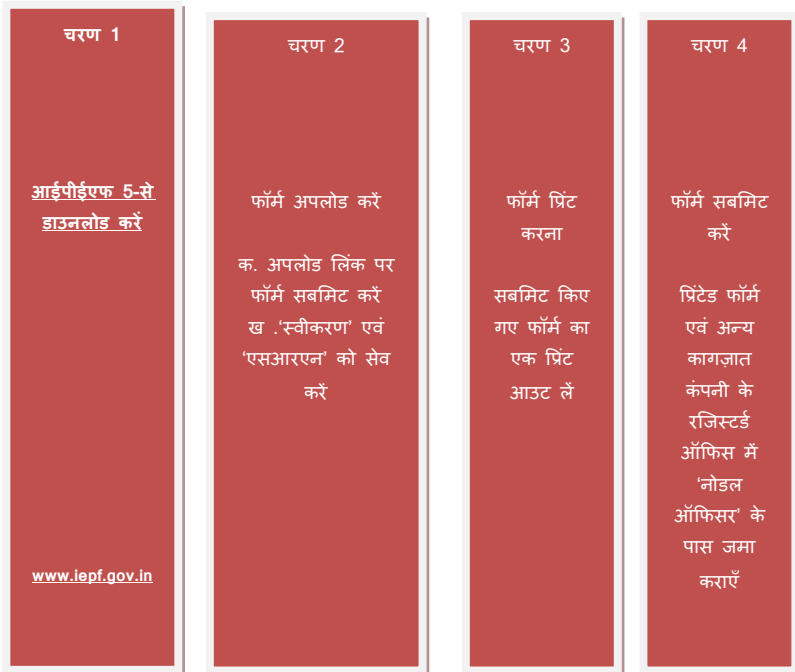 चरण 1
आईपीईएफ 5-से
डाउनलोड करें
www.iepf.gov.in
चरण 2
फॉर्म अपलोड करें
क. अपलोड लिंक पर
फॉर्म सबमिट करें
ख .‘स्वीकरण’ एवं
‘एसआरएन’ को सेव
करें
चरण 3
फॉर्म प्रिंट
करना
सबमिट किए
गए फॉर्म का
एक प्रिंट
आउट लें
चरण 4
फॉर्म सबमिट
करें
प्रिंटेड फॉर्म
एवं अन्य
कागज़ात
कंपनी के
रजिस्टर्ड
ऑफिस में
‘नोडल
ऑफिसर’ के
पास जमा
कराएँ